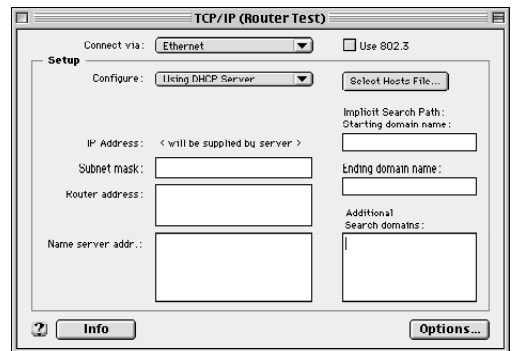 TCP/IP (Router Test)
Connect via: Ethernet
Use 802.3
Setup
Configure: Using DHCP Server
Select Hosts File...
Implicit Search Path:
Starting domain name:
IP Address: < will be supplied by server >
Subnet mask:
Ending domain name:
Router address:
Additional
Search domains:
Name server addr.:
? Info
Options...